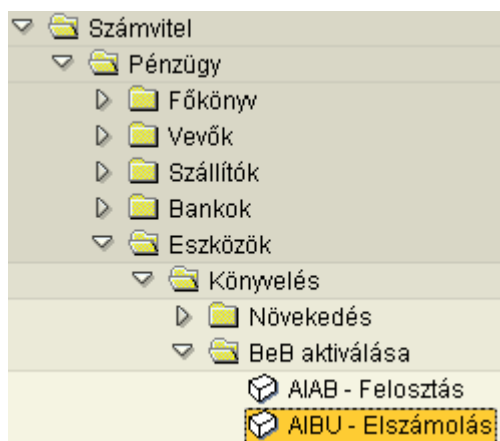 Számvitel
Pénzügy
Főkönyv
Vevők
Szállítók
Bankok
Eszközök
Könyvelés
Növekedés
BeB aktiválása
AIAB - Felosztás
AIBU - Elszámolás